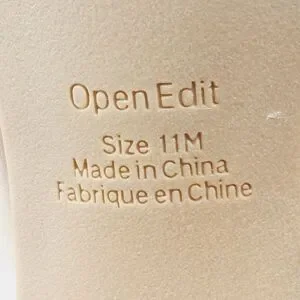 Open Edit
Size 11M
Made in China
Fabrique en Chine